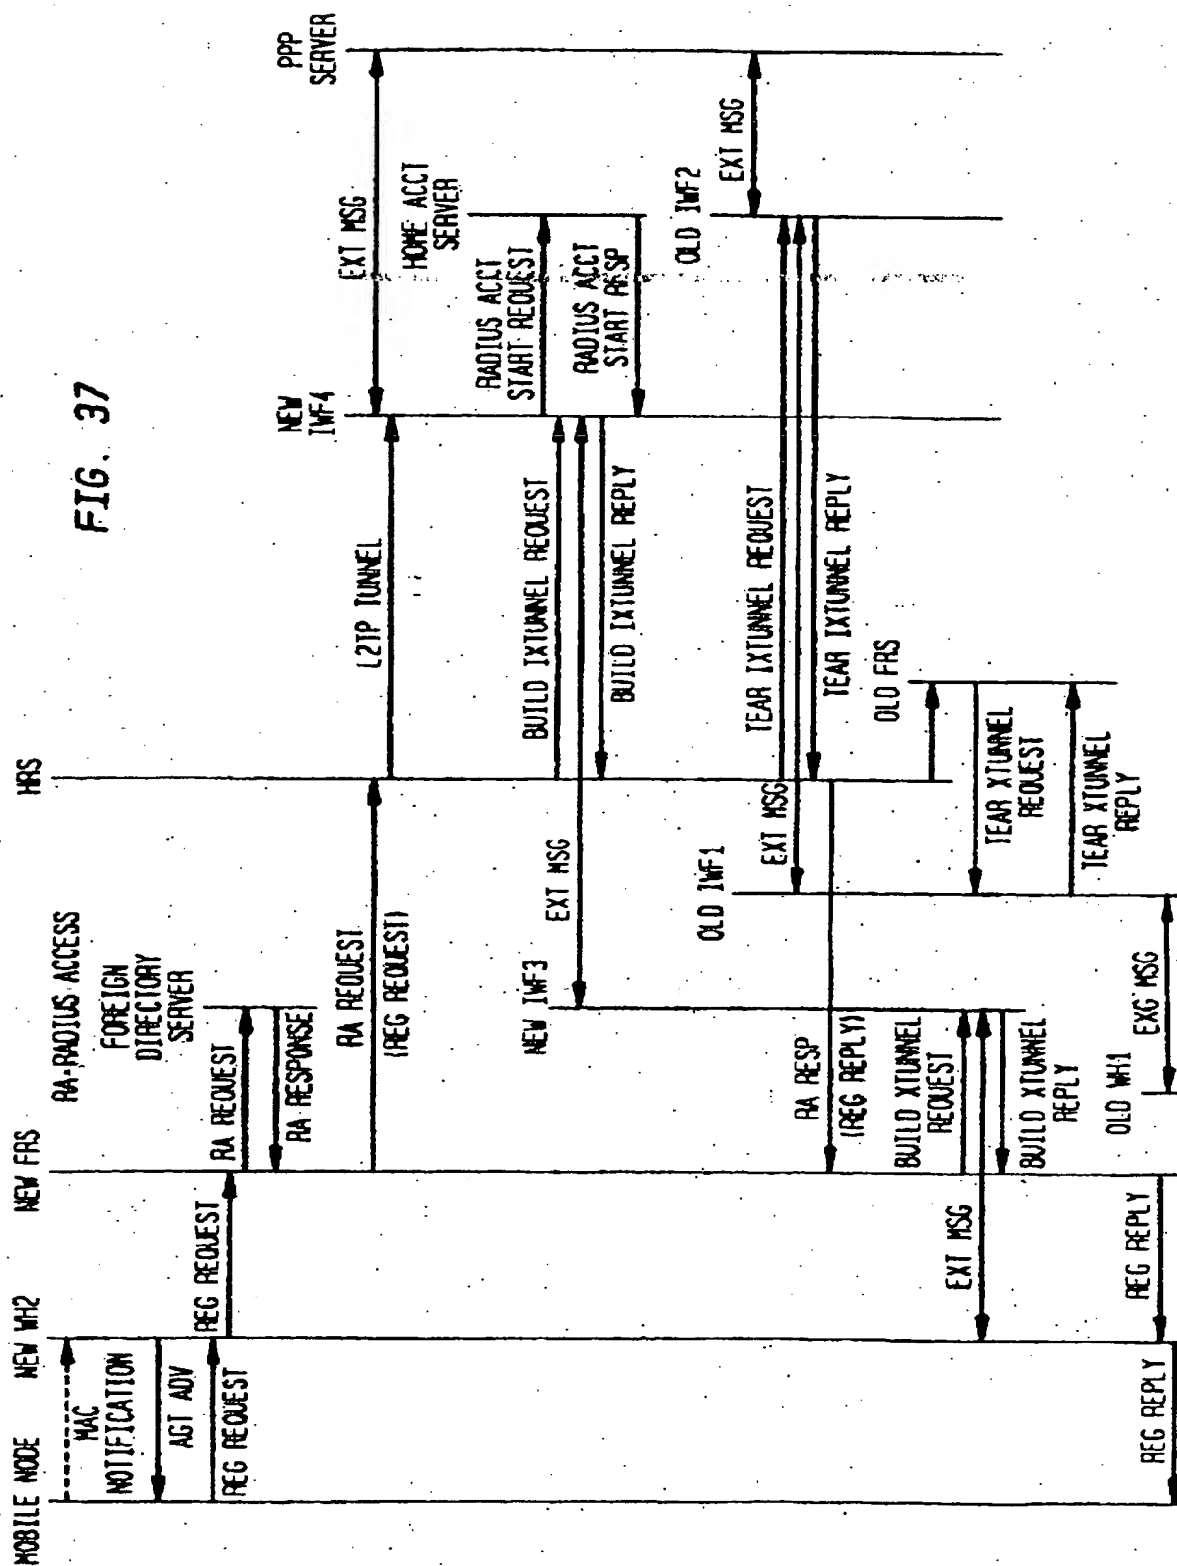 FIG. 37
MOBILE NODE
NEW WH2
NEW FRS
HRS
MAC
NOTIFICATION
AGT ADV
REG REQUEST
REG REQUEST
RA-RADIUS ACCESS
FOREIGN
DIRECTORY
SERVER
RA REQUEST
RA RESPONSE
RA REQUEST
(REG REQUEST)
L2TP TUNNEL
NEW
IWF4
PPP
SERVER
EXT MSG
HOME ACCT
SERVER
RADIUS ACCT
START REQUEST
RADIUS ACCT
START RESP
BUILD IXTUNNEL REQUEST
NEW IWF3
EXT MSG
BUILD IXTUNNEL REPLY
OLD IWF2
EXT MSG
TEAR IXTUNNEL REQUEST
OLD IWF1
EXT MSG
TEAR IXTUNNEL REPLY
RA RESP
(REG REPLY)
OLD FRS
BUILD XTUNNEL
REQUEST
EXT MSG
BUILD XTUNNEL
REPLY
TEAR XTUNNEL
REQUEST
TEAR XTUNNEL
REPLY
OLD WH1
EXG MSG
REG REPLY
REG REPLY